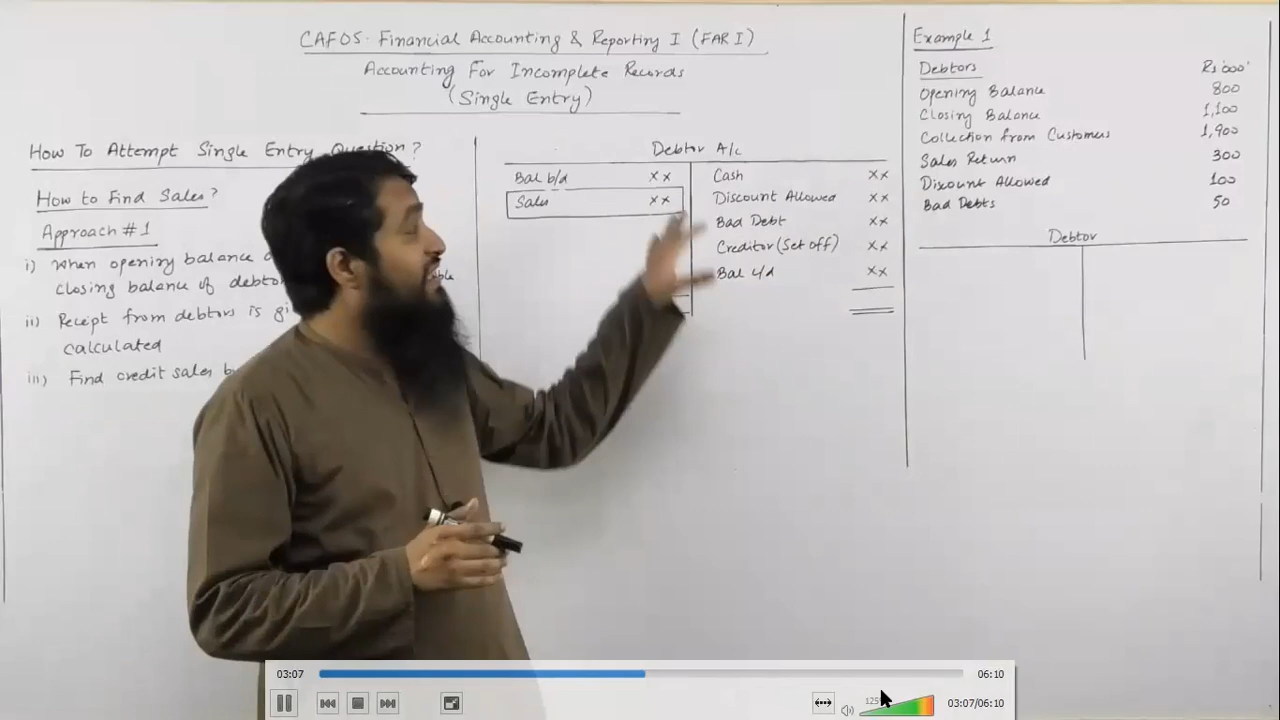 CAF05- Financial Accounting & Reporting I (FAR I)
Accounting For Incomplete Records
(Single Entry)
How To Attempt Single Entry Question?
How to Find Sales?
Approach #1
i) When opening balance
closing balance of debto
ii) Receipt from debtors is gi
calculated
iii) Find credit sales b
Debtor A/c
Bal b/d xx Cash xx
Sales xx Discount Allowed xx
Bad Debt xx
Creditor (Set off) xx
Bal c/d xx
Example 1
Debtors Rs'000'
Opening Balance 800
Closing Balance 1,100
Collection from Customers 1,900
Sales Return 300
Discount Allowed 100
Bad Debts 50
Debtor
03:07 06:10
03:07/06:10